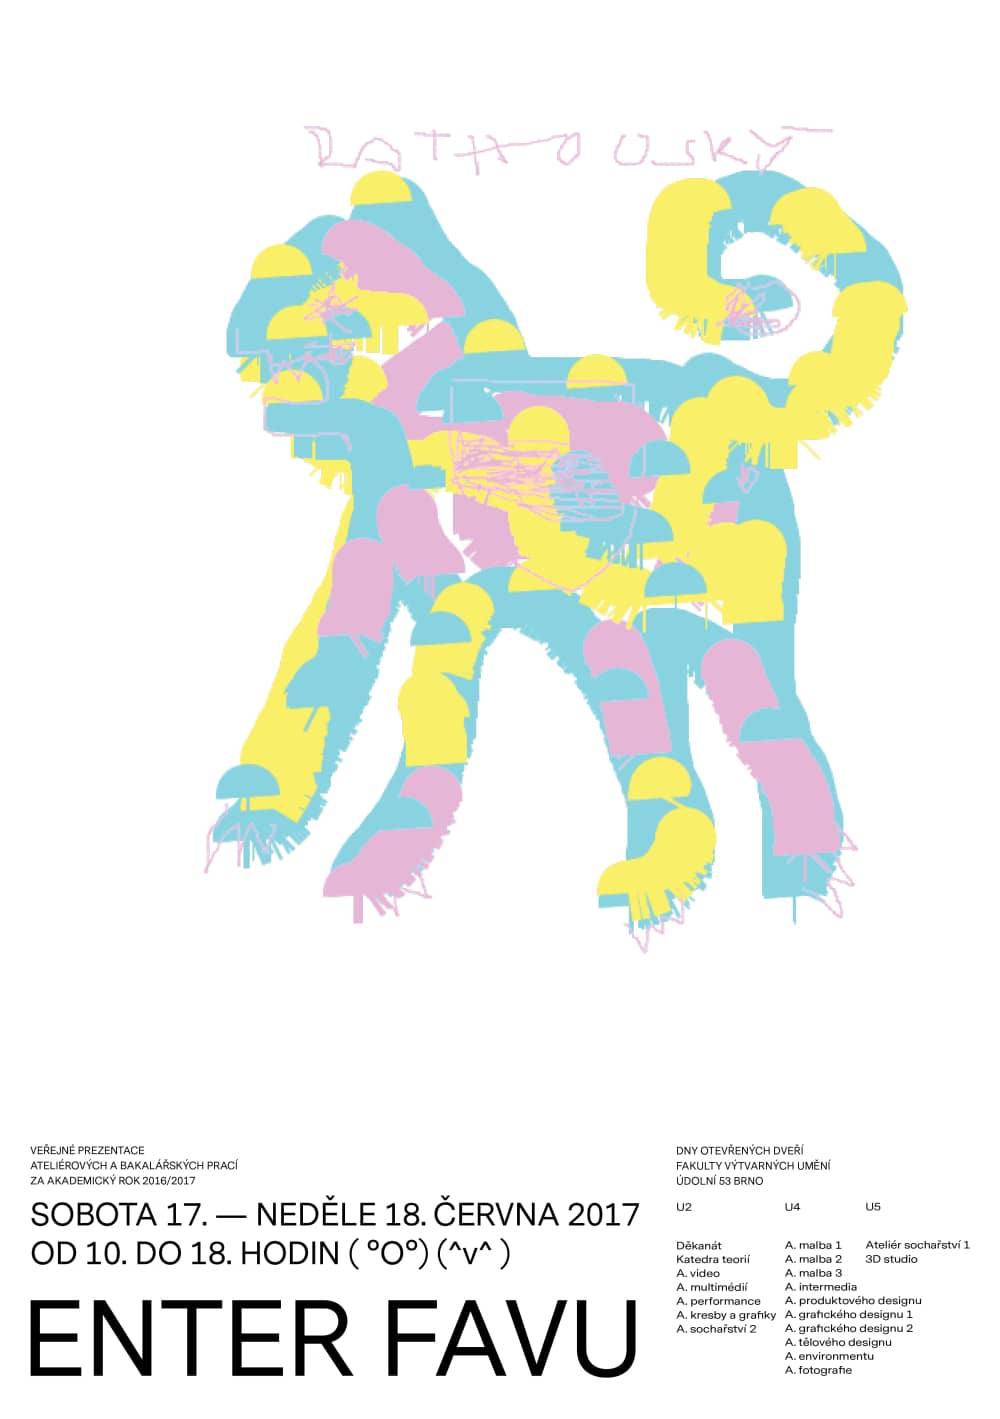 RATHOUSKÝ
VEŘEJNÉ PREZENTACE
ATELIÉROVÝCH A BAKALÁŘSKÝCH PRACÍ
ZA AKADEMICKÝ ROK 2016/2017
SOBOTA 17. — NEDĚLE 18. ČERVNA 2017
OD 10. DO 18. HODIN ( °O°) (^v^ )
ENTER FAVU
DNY OTEVŘENÝCH DVEŘÍ
FAKULTY VÝTVARNÝCH UMĚNÍ
ÚDOLNÍ 53 BRNO
U2
Děkanát
Katedra teorií
A. video
A. multimédií
A. performance
A. kresby a grafiky
A. sochařství 2
U4
A. malba 1
A. malba 2
A. malba 3
A. intermedia
A. produktového designu
A. grafického designu 1
A. grafického designu 2
A. tělového designu
A. environmentu
A. fotografie
U5
Ateliér sochařství 1
3D studio